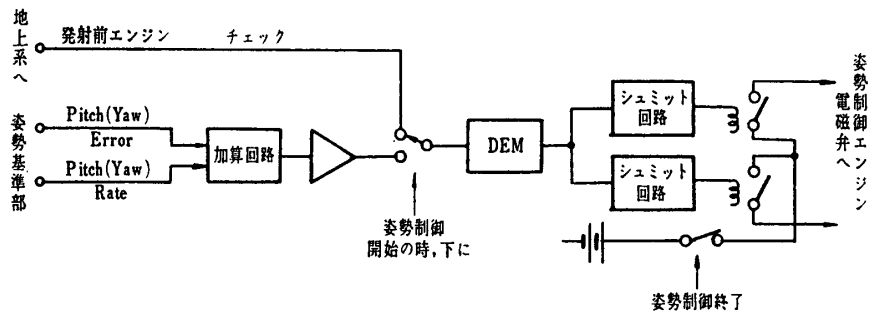 地上系へ
発射前エンジン チェック
姿勢基準部
Pitch(Yaw)
Error
Pitch(Yaw)
Rate
加算回路
DEM
シュミット
回路
シュミット
回路
姿勢制御エンジン
電磁弁へ
姿勢制御
開始の時,下に
姿勢制御終了